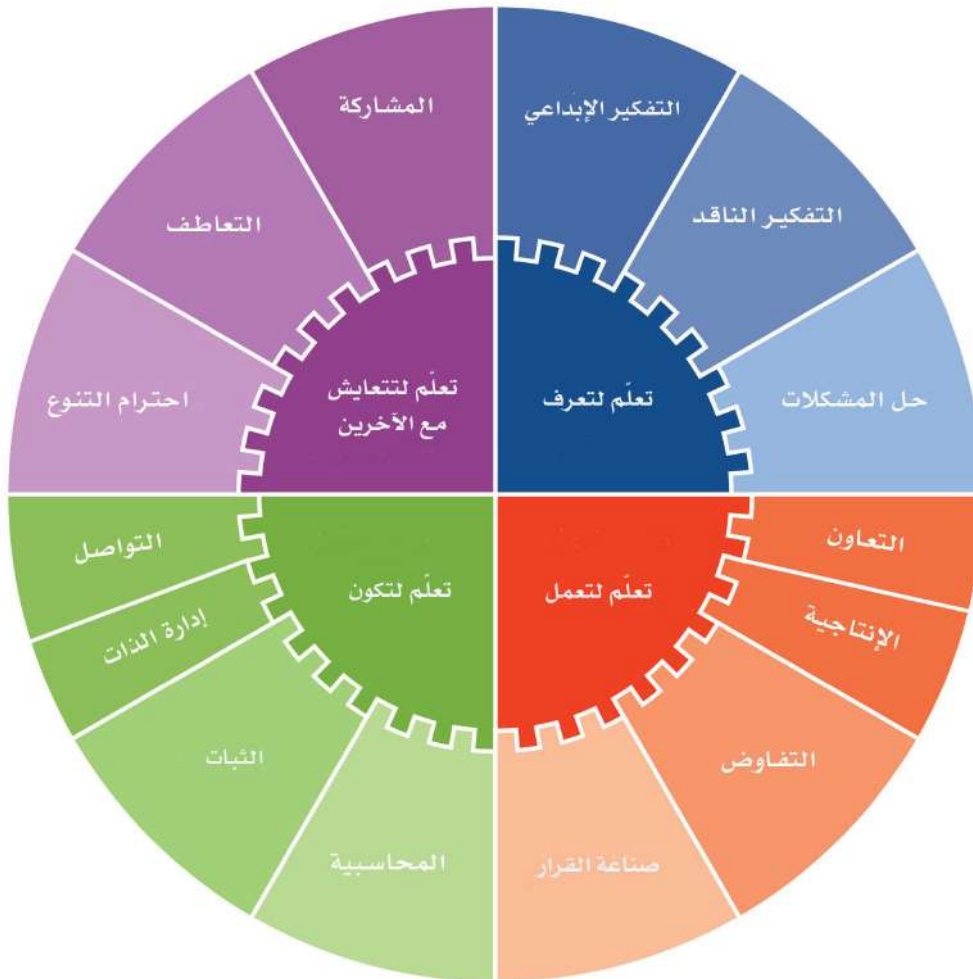 التفكير الإبداعي
التفكير الناقد
حل المشكلات
تعلّم لتعرف
المشاركة
التعاطف
احترام التنوع
تعلّم لتتعايش
مع الآخرين
التعاون
الإنتاجية
التفاوض
صناعة القرار
تعلّم لتعمل
التواصل
إدارة الذات
الثبات
المحاسبية
تعلّم لتكون